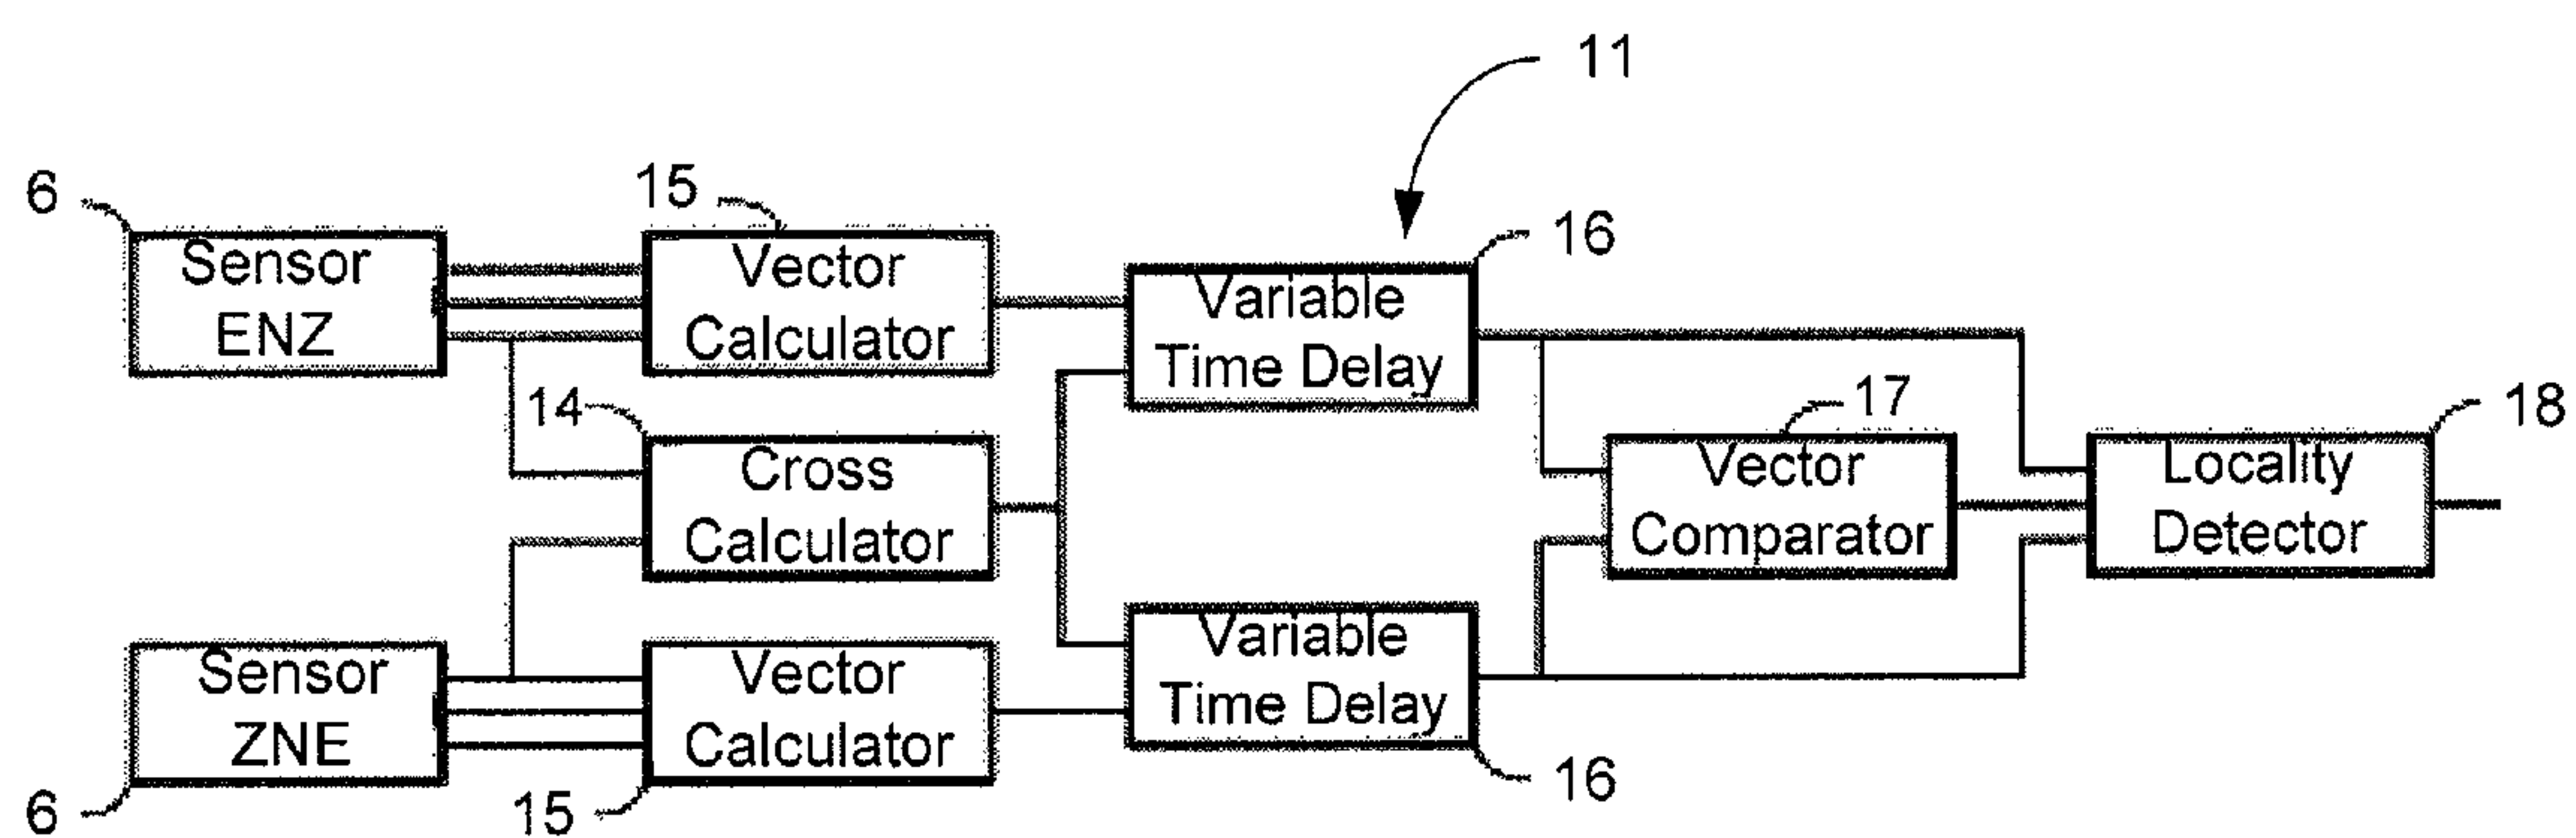 11
6
15
16
Sensor
ENZ
Vector
Calculator
Variable
Time Delay
14
17
18
Cross
Calculator
Vector
Comparator
Locality
Detector
Sensor
ZNE
Vector
Calculator
Variable
Time Delay
6
15
16